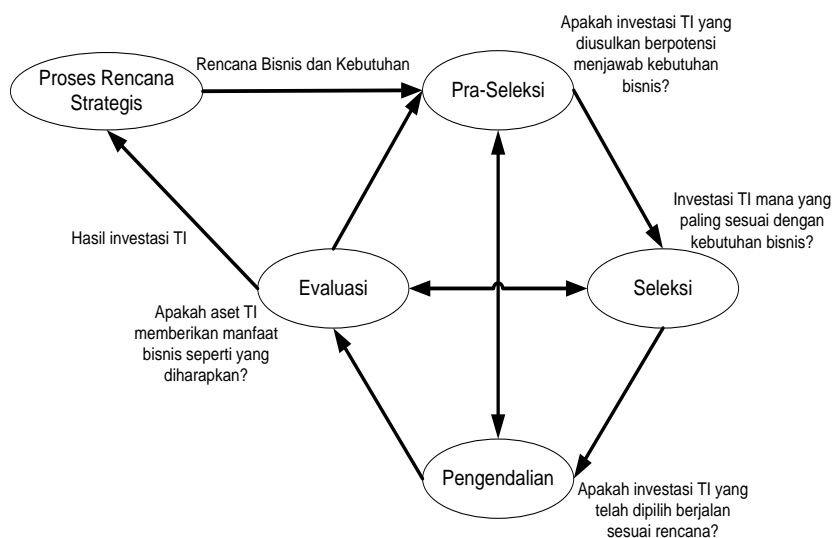 Apakah investasi TI yang
diusulkan berpotensi
menjawab kebutuhan
bisnis?
Rencana Bisnis dan Kebutuhan
Proses Rencana
Strategis
Pra-Seleksi
Investasi TI mana yang
paling sesuai dengan
kebutuhan bisnis?
Hasil investasi TI
Evaluasi
Seleksi
Apakah aset TI
memberikan manfaat
bisnis seperti yang
diharapkan?
Pengendalian
Apakah investasi TI yang
telah dipilih berjalan
sesuai rencana?